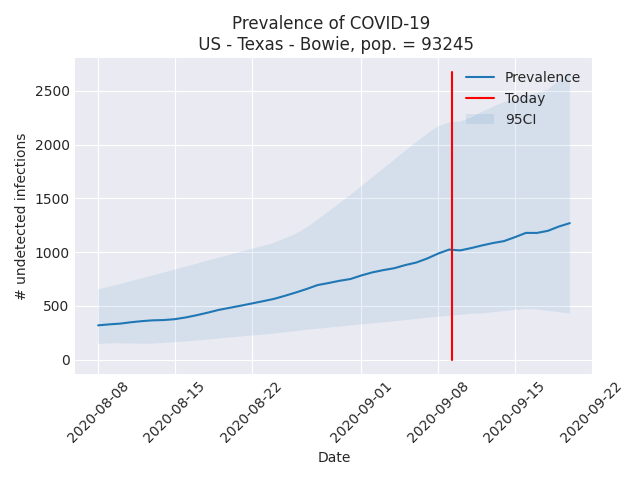 Prevalence of COVID-19
US - Texas - Bowie, pop. = 93245
Prevalence
Today
95CI
# undetected infections
2500
2000
1500
1000
500
0
2020-08-08
2020-08-15
2020-08-22
2020-09-01
2020-09-08
2020-09-15
2020-09-22
Date